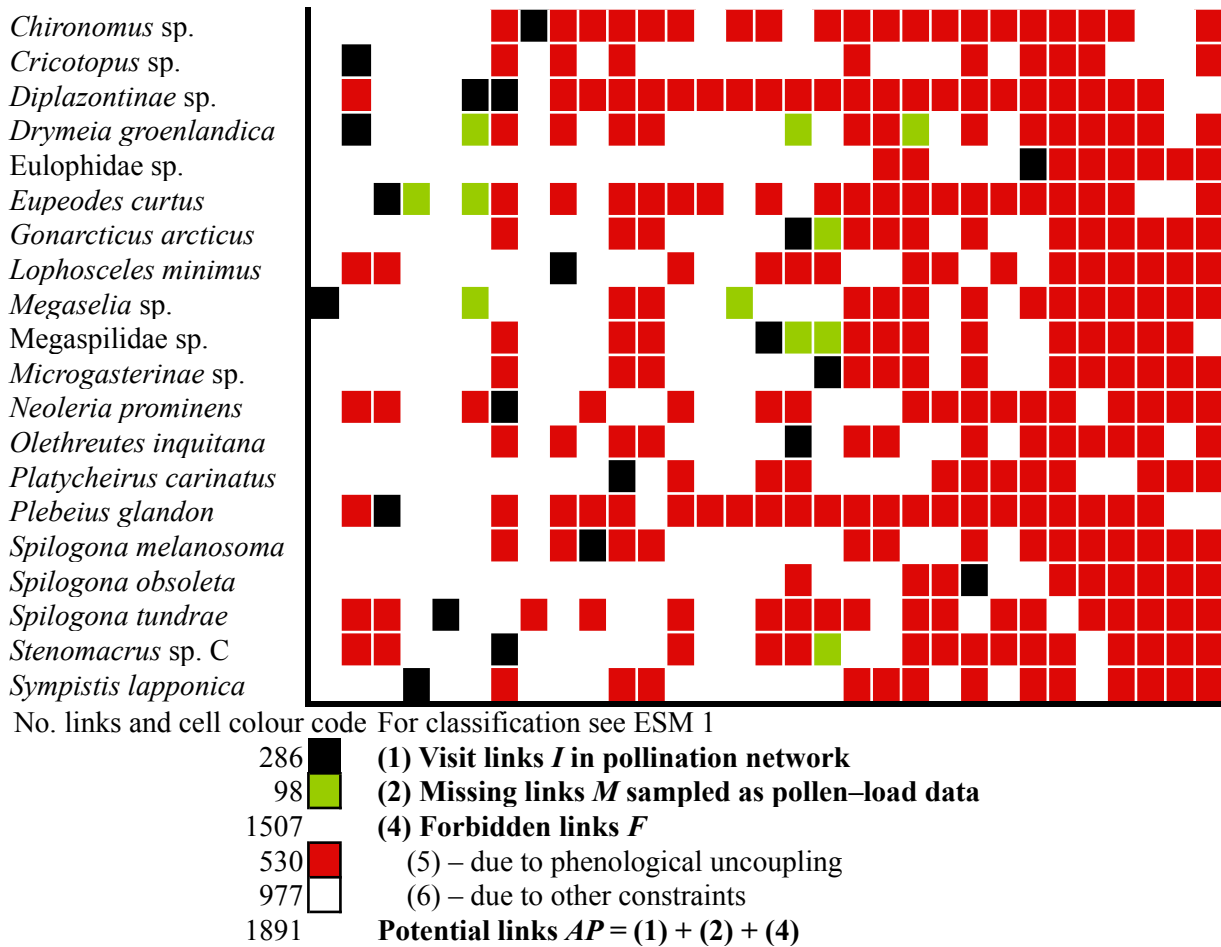 Chironomus sp.
Cricotopus sp.
Diplazontinae sp.
Drymeia groenlandica
Eulophidae sp.
Eupeodes curtus
Gonarcticus arcticus
Lophosceles minimus
Megaselia sp.
Megaspilidae sp.
Microgasterinae sp.
Neoleria prominens
Olethreutes inquitana
Platycheirus carinatus
Plebeius glandon
Spilogona melanosoma
Spilogona obsoleta
Spilogona tundrae
Stenomacrus sp. C
Sympistis lapponica
No. links and cell colour code For classification see ESM 1
286 (1) Visit links I in pollination network
98 (2) Missing links M sampled as pollen–load data
1507 (4) Forbidden links F
530 (5) – due to phenological uncoupling
977 (6) – due to other constraints
1891 Potential links AP = (1) + (2) + (4)